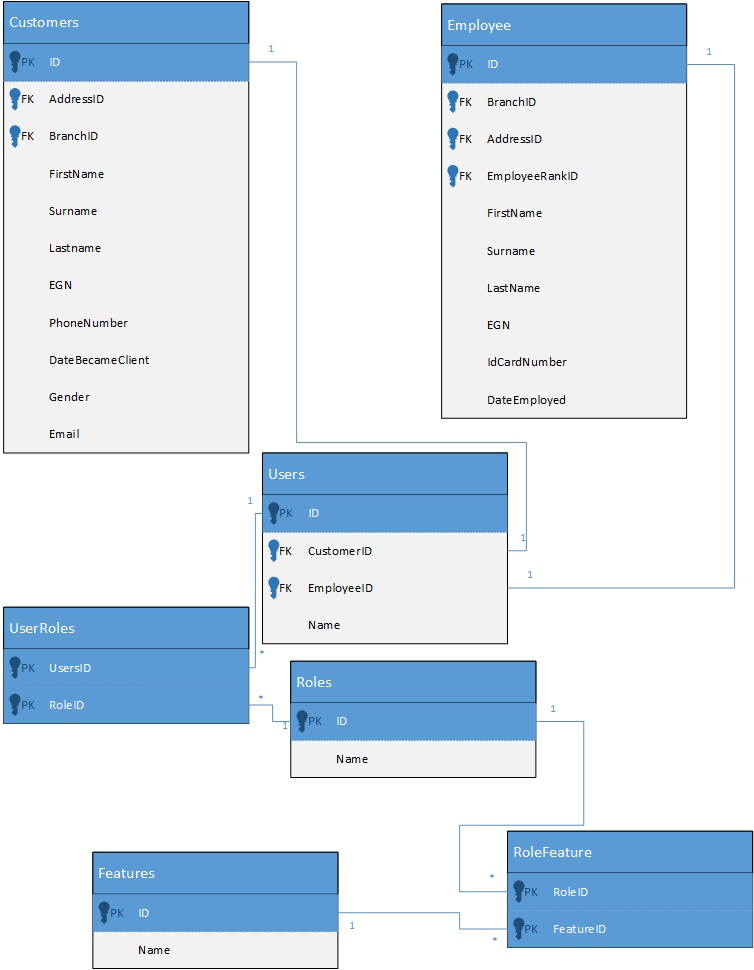 Customers
PK ID
FK AddressID
FK BranchID
FirstName
Surname
Lastname
EGN
PhoneNumber
DateBecameClient
Gender
Email
1
Employee
PK ID
FK BranchID
FK AddressID
FK EmployeeRankID
FirstName
Surname
LastName
EGN
IdCardNumber
DateEmployed
1
Users
PK ID
FK CustomerID
FK EmployeeID
Name
1
1
1
UserRoles
PK UsersID
PK RoleID
*
*
Roles
PK ID
Name
1
1
Features
PK ID
Name
1
RoleFeature
PK RoleID
PK FeatureID
*
*